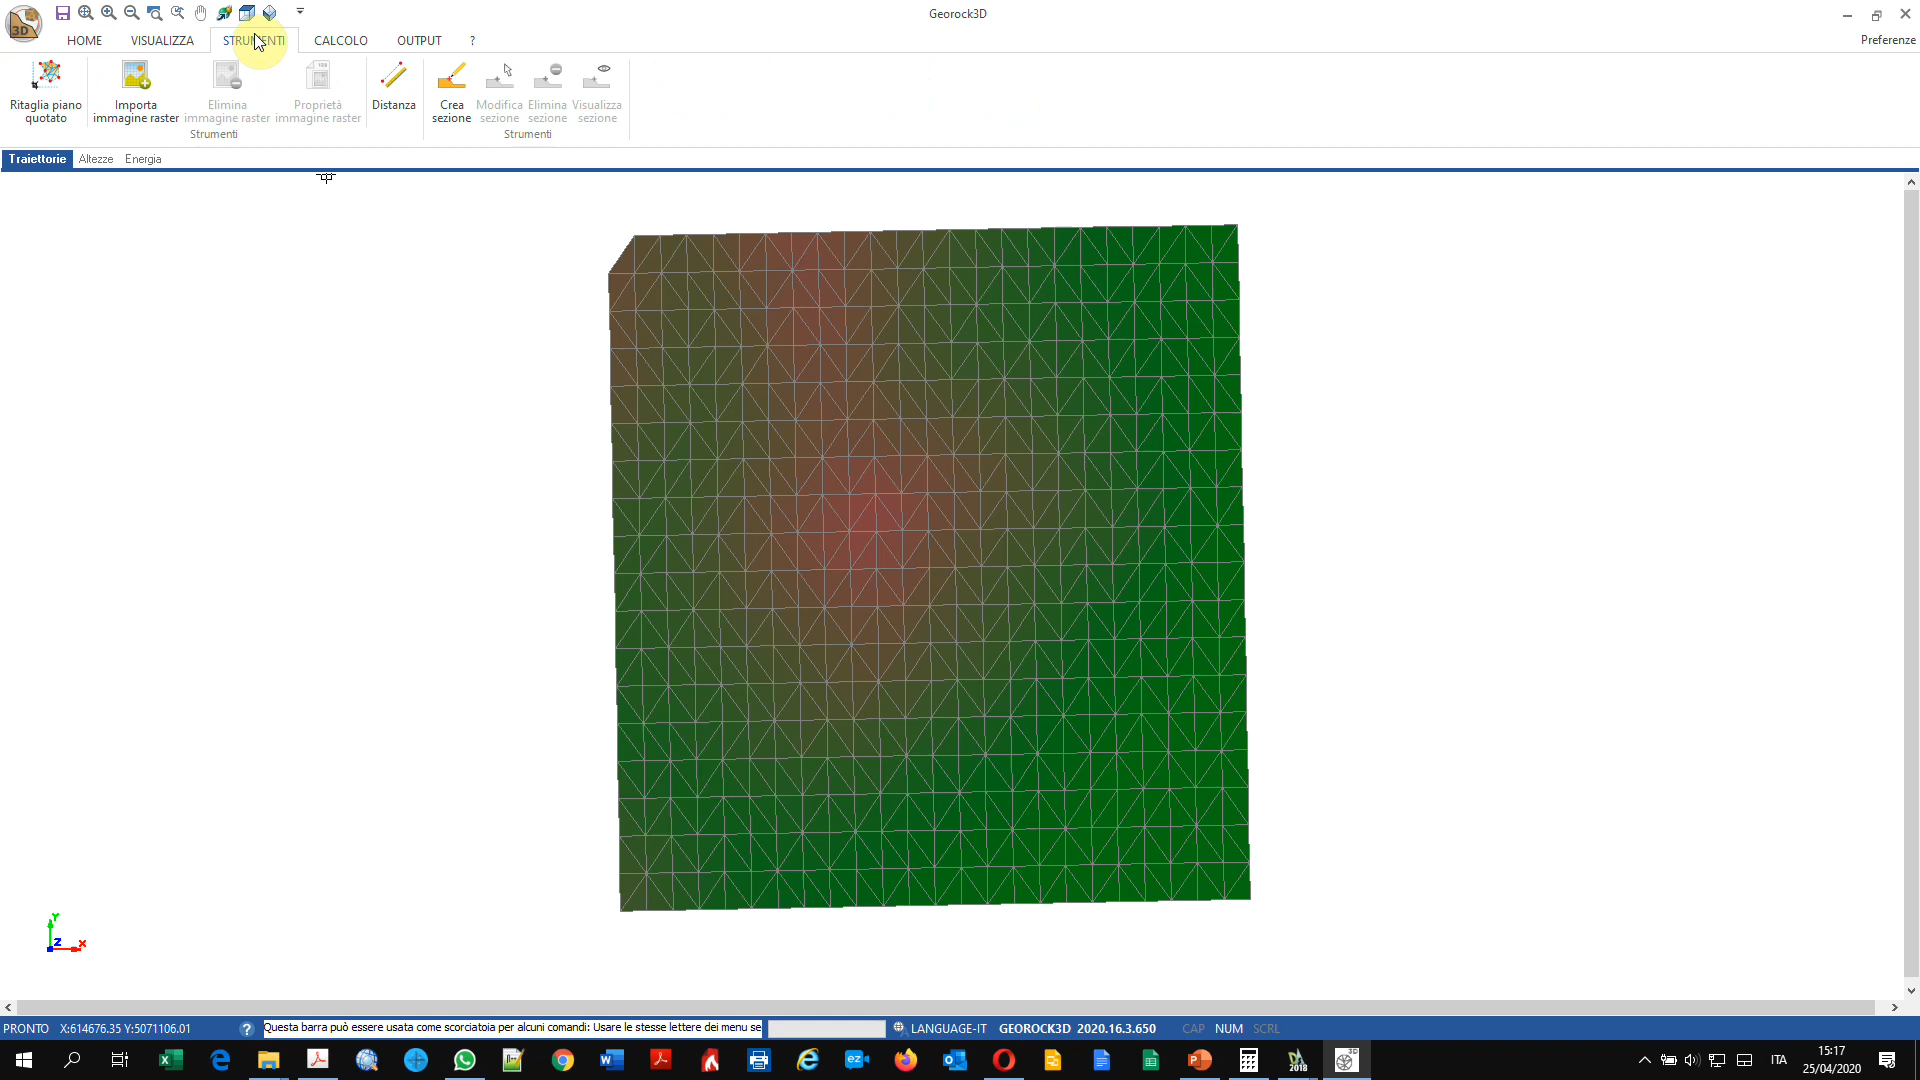 Georock3D
3D
HOME VISUALIZZA STRUMENTI CALCOLO OUTPUT ? Preferenze
Ritaglia piano quotato
Importa immagine raster
Elimina immagine raster
Proprietà immagine raster
Distanza
Crea sezione
Modifica sezione
Elimina sezione
Visualizza sezione
Strumenti Strumenti
Traiettorie Altezze Energia
Y
Z X
PRONTO X:614676.35 Y:5071106.01 ? Questa barra può essere usata come scorciatoia per alcuni comandi: Usare le stesse lettere dei menu se LANGUAGE-IT GEOROCK3D 2020.16.3.650 CAP NUM SCRL
2018 3D ITA 15:17
25/04/2020